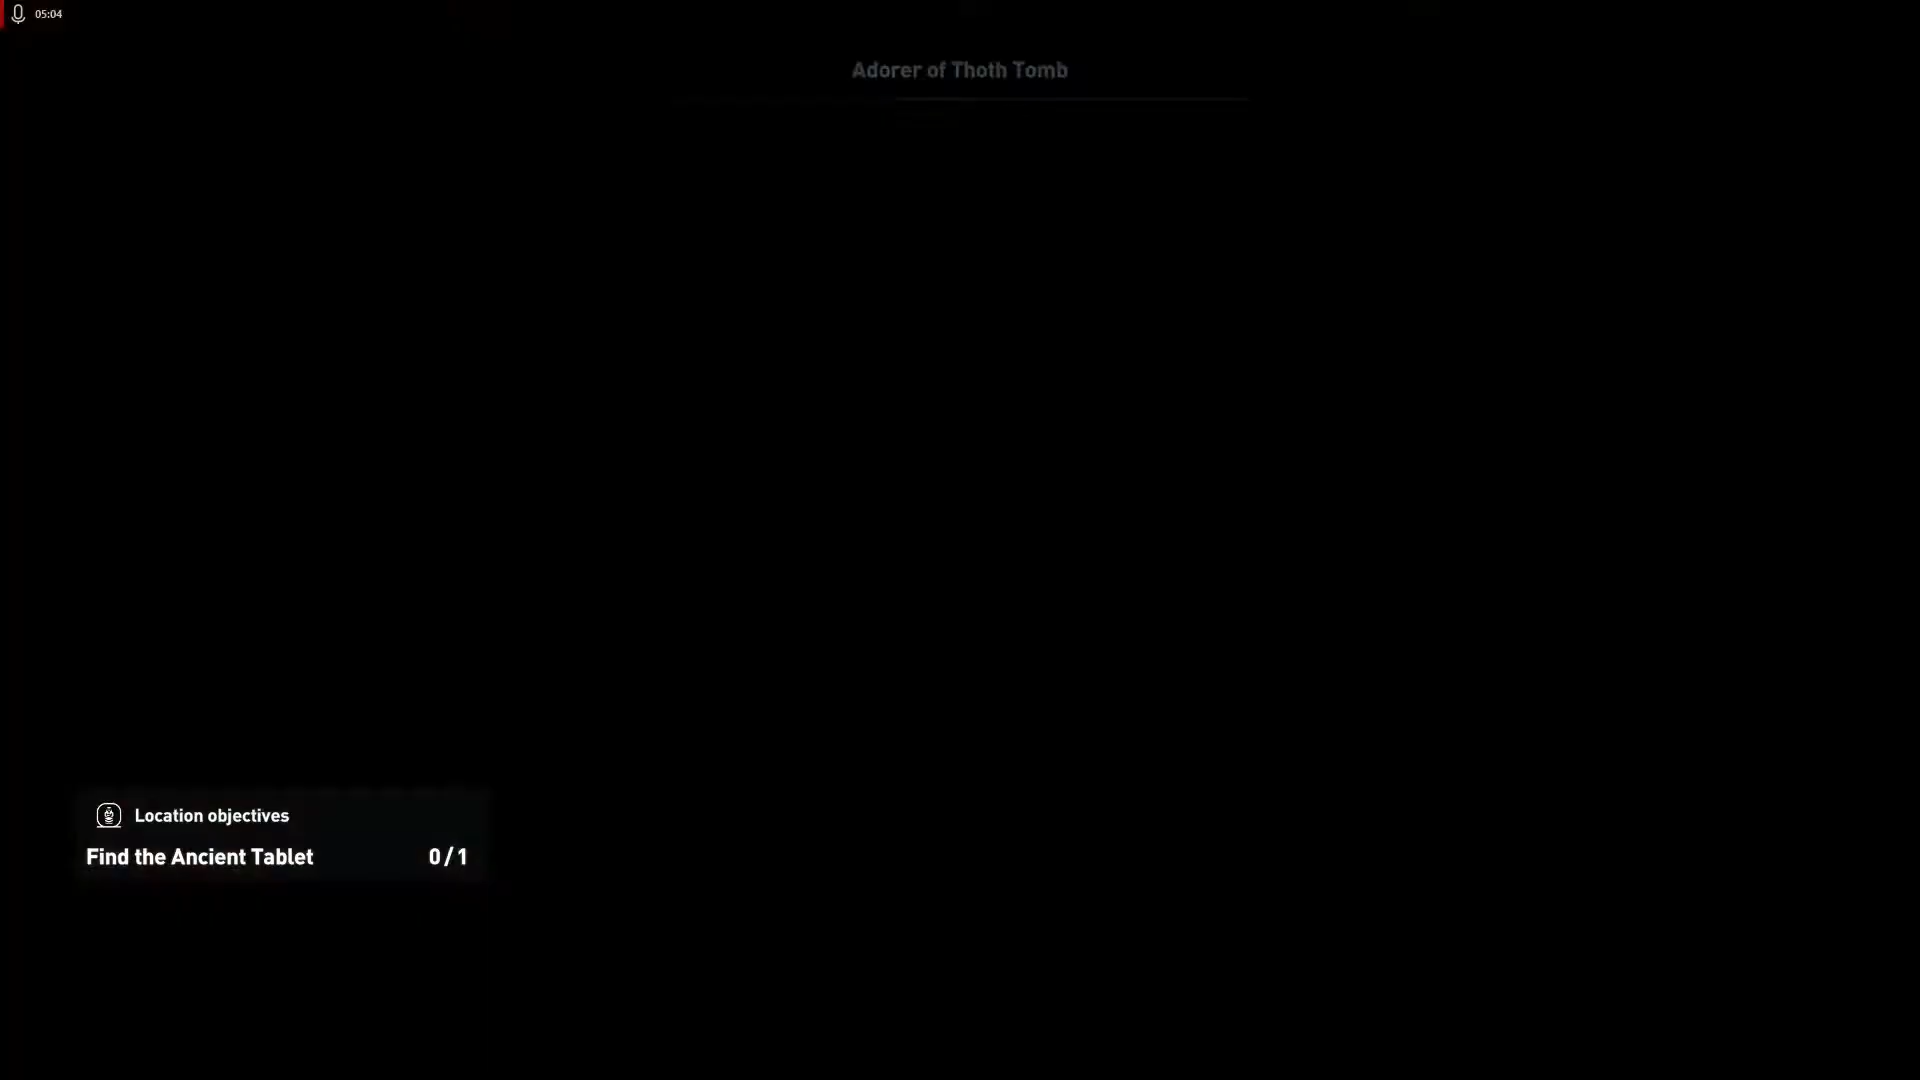 05:04
Adorer of Thoth Tomb
Location objectives
Find the Ancient Tablet 0/1